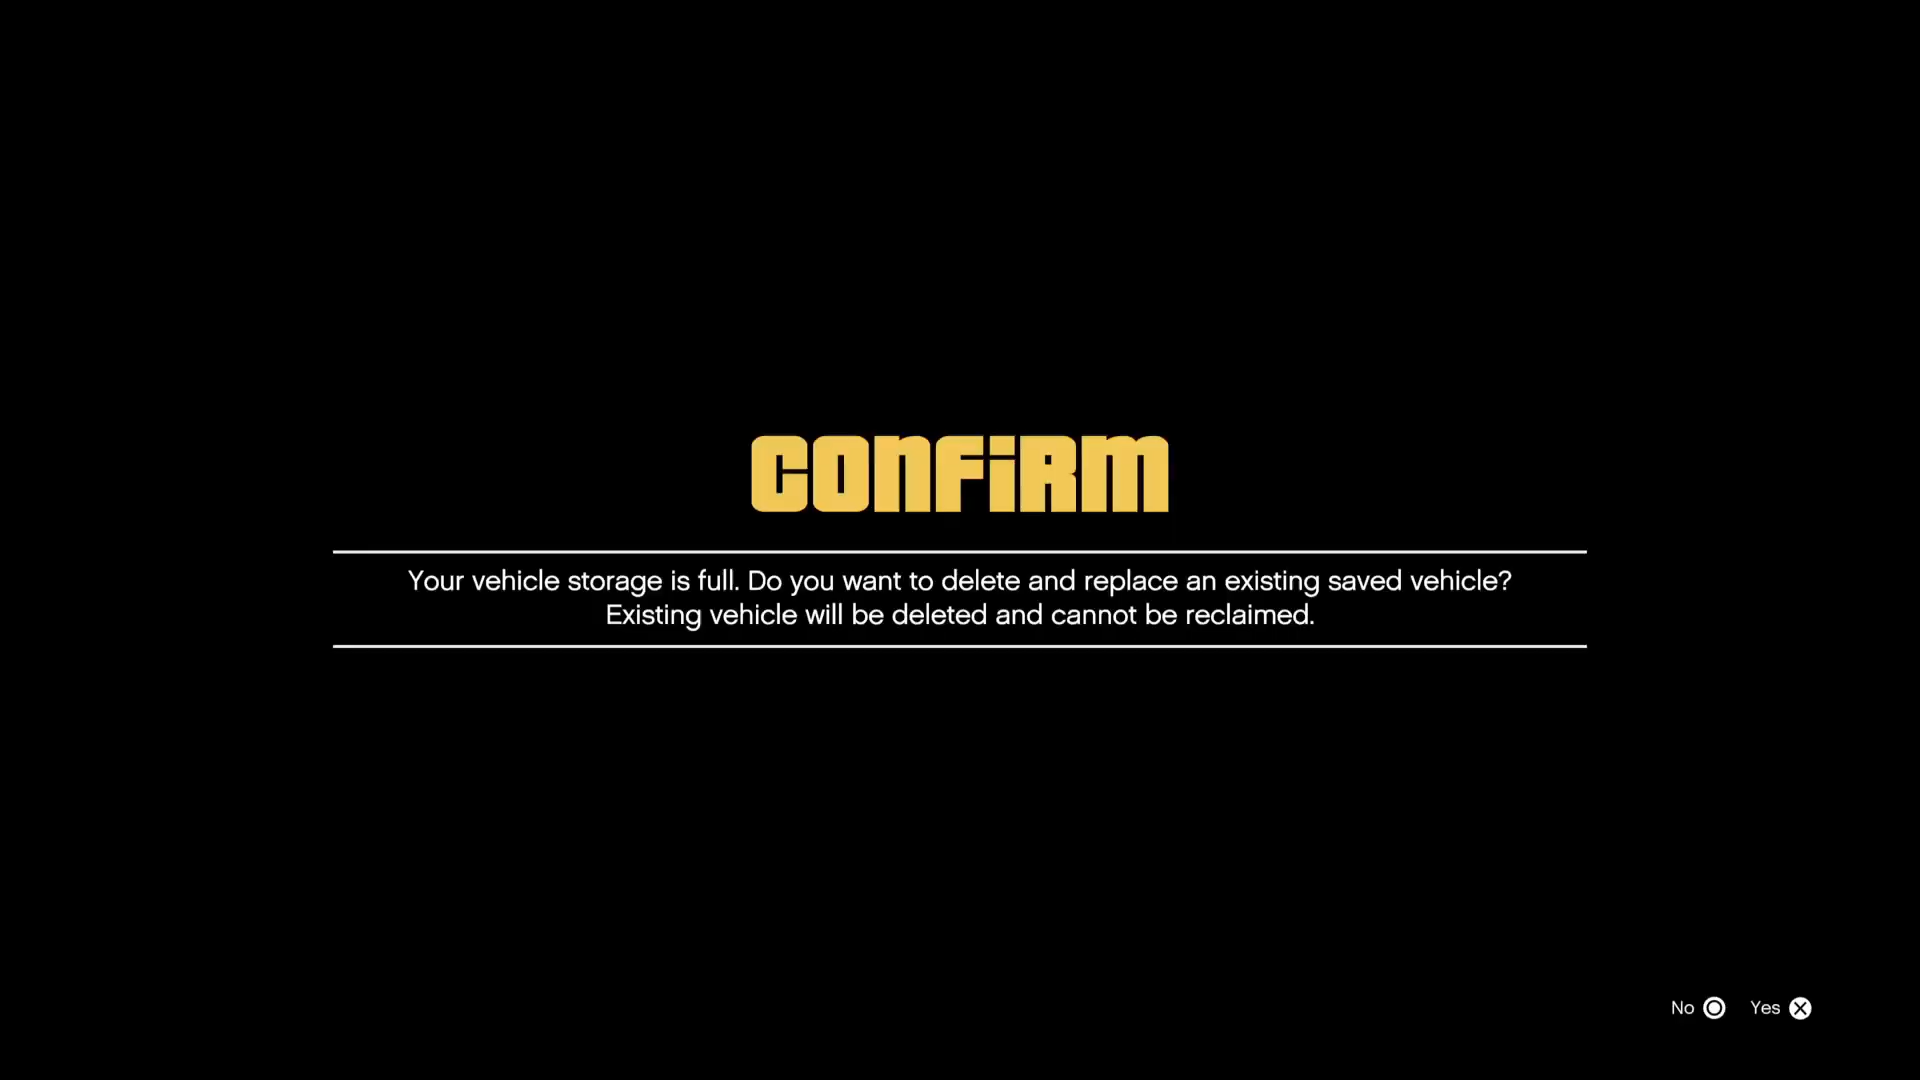 CONFIRM
Your vehicle storage is full. Do you want to delete and replace an existing saved vehicle?
Existing vehicle will be deleted and cannot be reclaimed.
No Yes